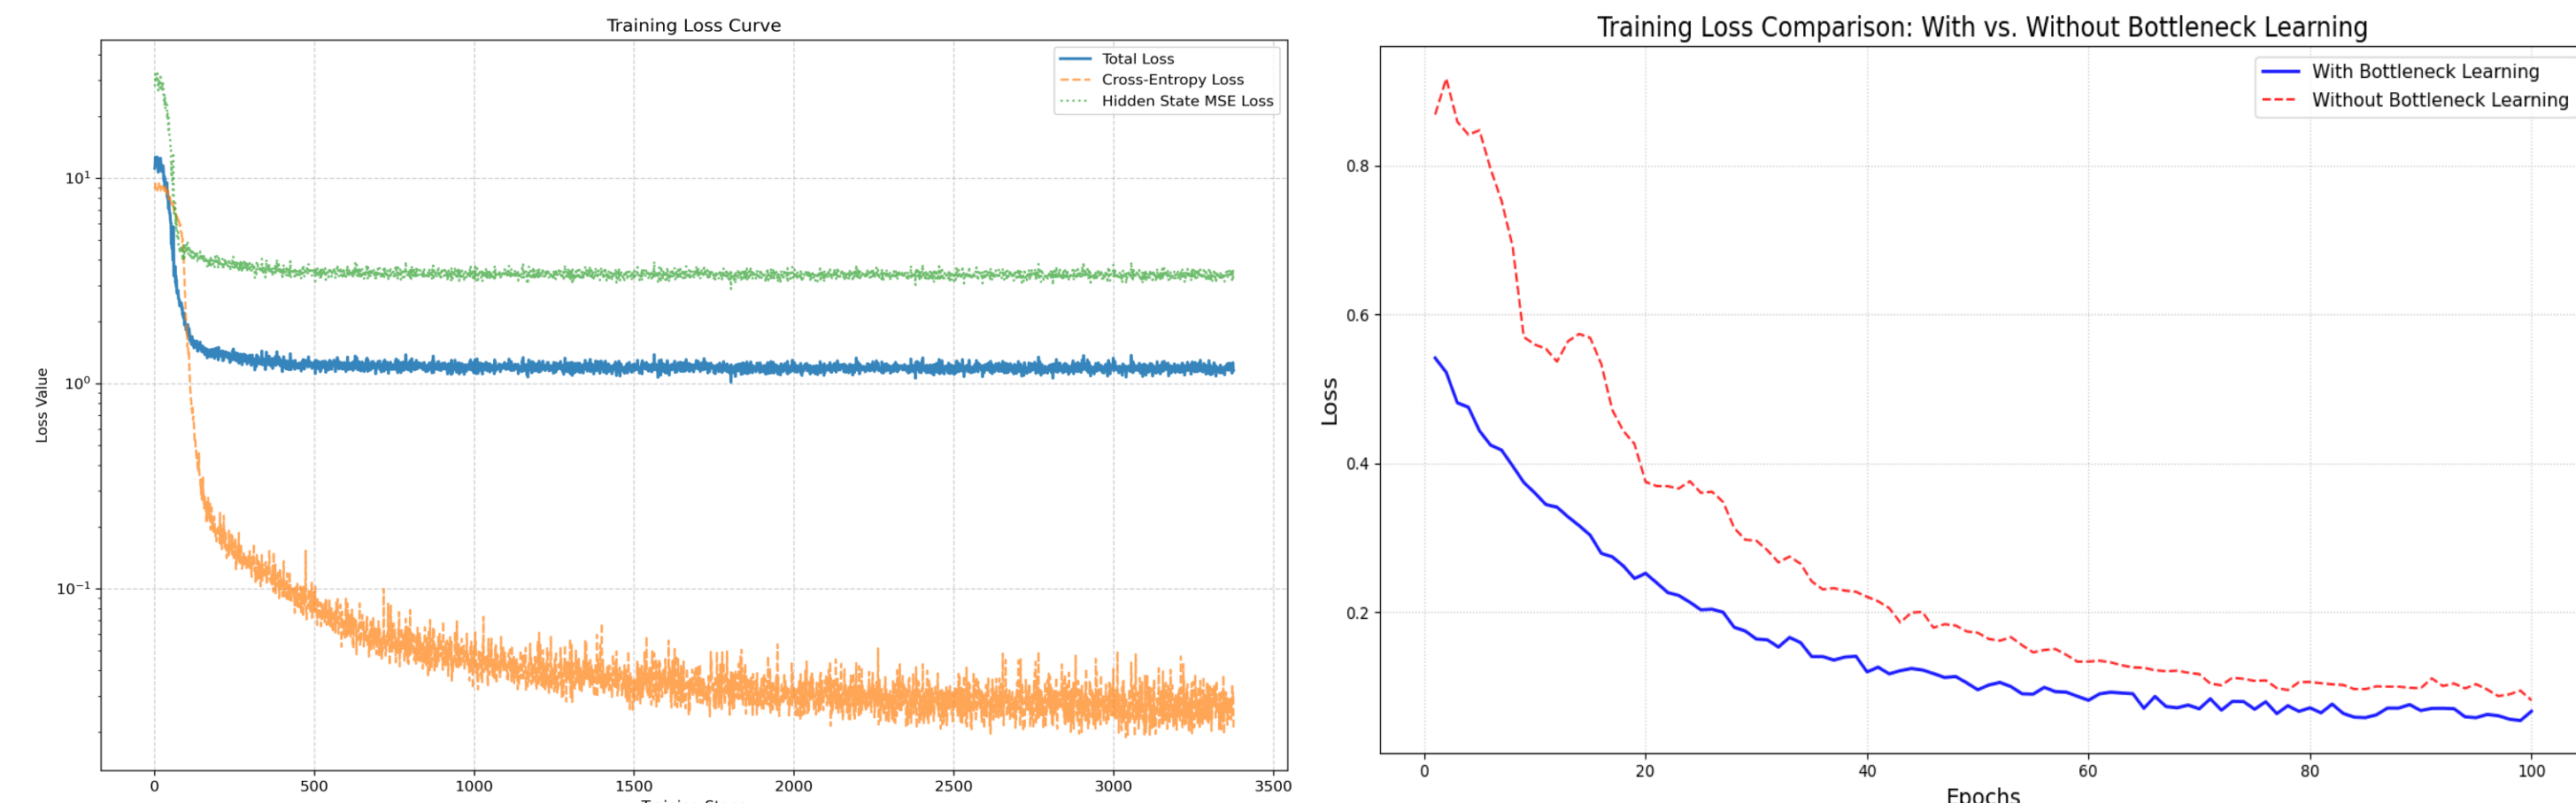 Training Loss Curve
Total Loss
Cross-Entropy Loss
Hidden State MSE Loss
10¹
10⁰
10⁻¹
Loss Value
0 500 1000 1500 2000 2500 3000 3500
Training Loss Comparison: With vs. Without Bottleneck Learning
With Bottleneck Learning
Without Bottleneck Learning
0.8
0.6
0.4
0.2
Loss
0 20 40 60 80 100
Epochs